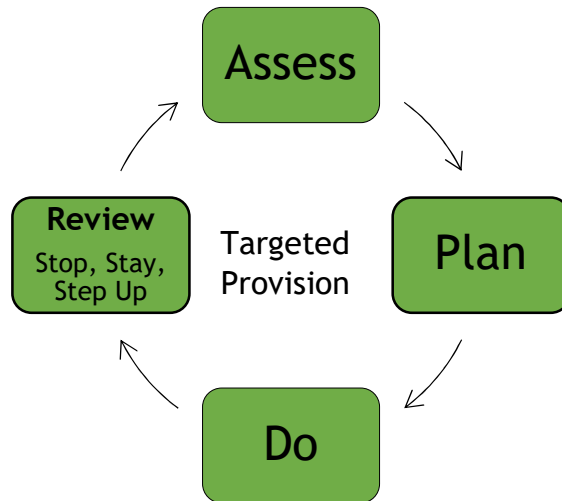 Assess
Review
Stop, Stay,
Step Up
Targeted
Provision
Plan
Do